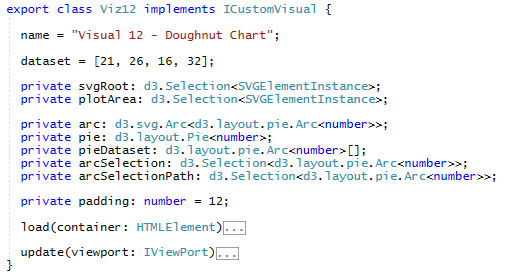 export class Viz12 implements ICustomVisual {
name = "Visual 12 - Doughnut Chart";
dataset = [21, 26, 16, 32];
private svgRoot: d3.Selection<SVGElementInstance>;
private plotArea: d3.Selection<SVGElementInstance>;
private arc: d3.svg.Arc<d3.layout.pie.Arc<number>>;
private pie: d3.layout.Pie<number>;
private pieDataset: d3.layout.pie.Arc<number>[];
private arcSelection: d3.Selection<d3.layout.pie.Arc<number>>;
private arcSelectionPath: d3.Selection<d3.layout.pie.Arc<number>>;
private padding: number = 12;
load(container: HTMLElement)...
update(viewport: IViewPort)...
}